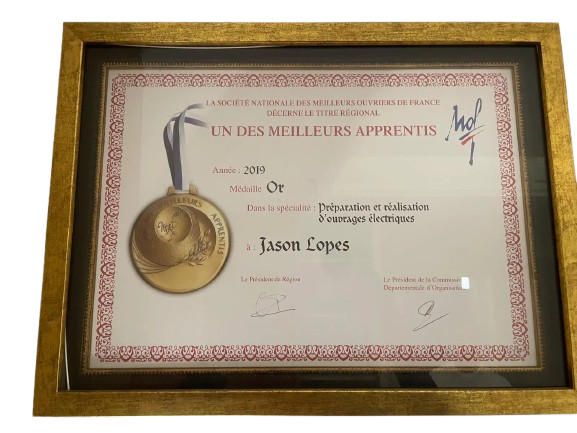 LA SOCIÉTÉ NATIONALE DES MEILLEURS OUVRIERS DE FRANCE
DÉCERNE LE TITRE RÉGIONAL
UN DES MEILLEURS APPRENTIS
Année : 2019
Médaille Or
Dans la spécialité : Préparation et réalisation
d'ouvrages électriques
à : Jason Lopes
MEILLEURS APPRENTIS
Le Président de Région
Le Président de la Commission
Départementale d'Organisation